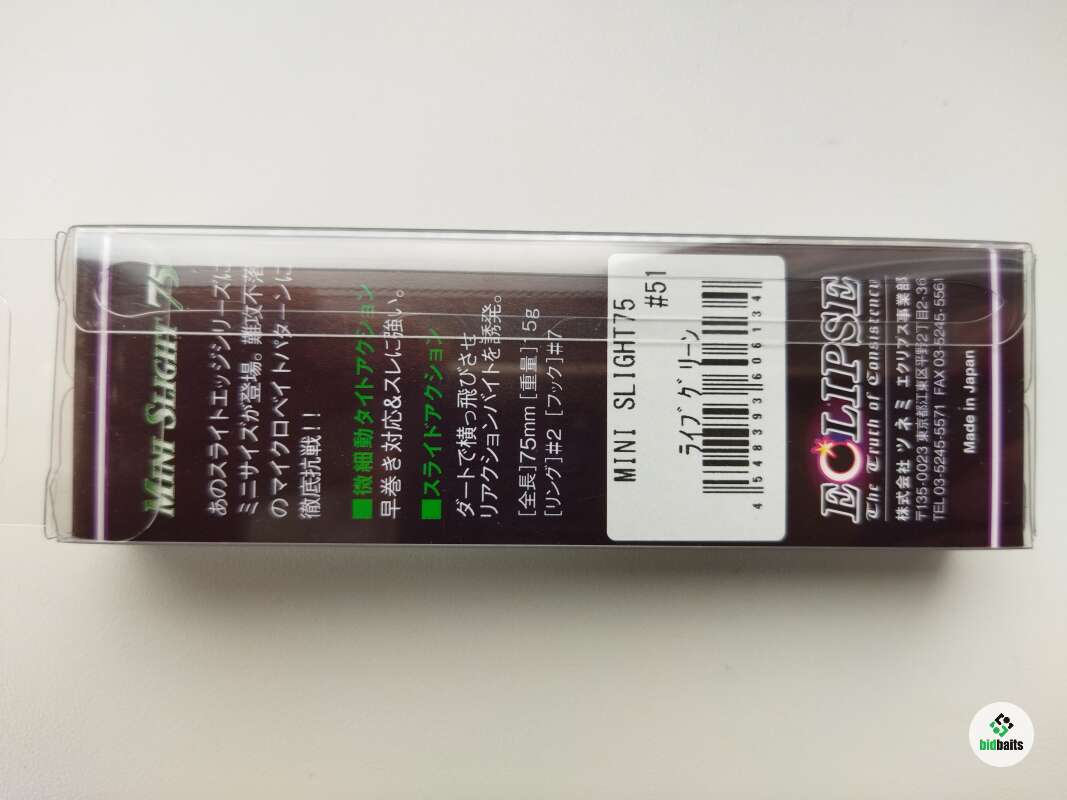 MINI SLIGHT 75
あのスライトエッジシリーズに
ミニサイズが登場。難攻不落
のマイクロベイトパターンに
徹底抗戦!!
■微細動タイトアクション
早巻き対応&スレに強い。
■スライドアクション
ダートで横っ飛びさせ
リアクションバイトを誘発。
[全長]75mm [重量]5g
[リング]#2 [フック]#7
MINI SLIGHT75
#51
ライブグリーン
4548393606134
ECLIPSE
The Truth of Consistency
株式会社 ツネミ エクリプス事業部
〒135-0023 東京都江東区平野2丁目2-36
TEL 03-5245-5571 FAX 03-5245-5561
Made in Japan
bidbaits